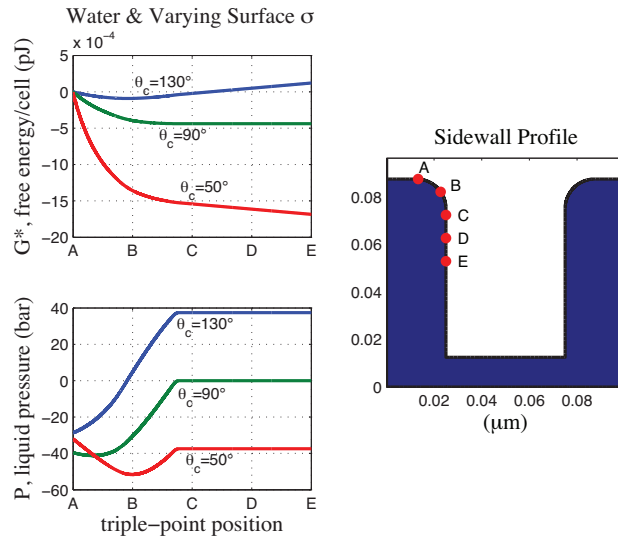 Water & Varying Surface σ
x 10⁻⁴
G*, free energy/cell (pJ)
5
0
−5
−10
−15
−20
A B C D E
θc=130°
θc=90°
θc=50°
P, liquid pressure (bar)
40
20
0
−20
−40
−60
A B C D E
θc=130°
θc=90°
θc=50°
triple−point position
Sidewall Profile
A
B
C
D
E
0.08
0.06
0.04
0.02
0
0.02 0.04 0.06 0.08
(μm)